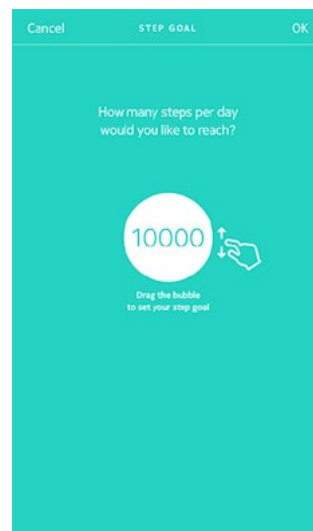 Cancel STEP GOAL OK
How many steps per day
would you like to reach?
10000
Drag the bubble
to set your step goal